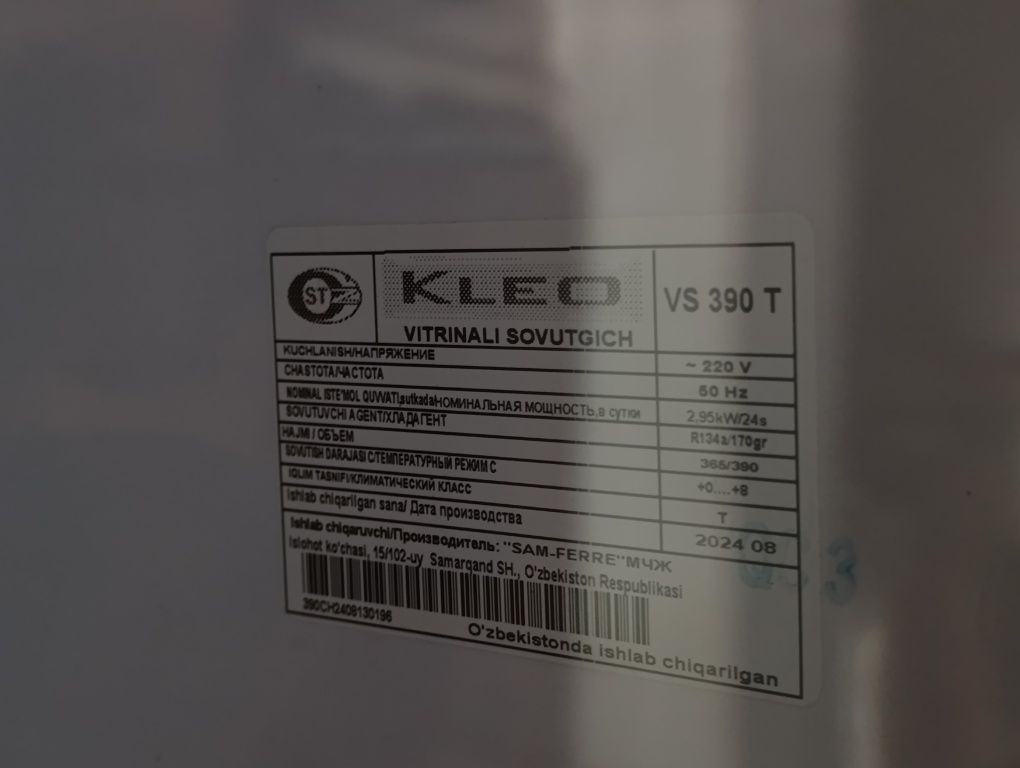 ST
KLEO
VITRINALI SOVUTGICH
VS 390 T
KUCHLANISH/НАПРЯЖЕНИЕ ~ 220 V
CHASTOTA/ЧАСТОТА 50 Hz
NOMINAL ISTE'MOL QUVVATI,sutkada/НОМИНАЛЬНАЯ МОЩНОСТЬ,в сутки 2,95kW/24s
SOVUTUVCHI AGENT/ХЛАДАГЕНТ R134a/170gr
HAJMI / ОБЪЕМ 365/390
SOVUTISH DARAJASI C/ТЕМПЕРАТУРНЫЙ РЕЖИМ С +0....+8
IQLIM TASNIFI/КЛИМАТИЧЕСКИЙ КЛАСС T
Ishlab chiqarilgan sana/ Дата производства 2024 08
Ishlab chiqaruvchi/Производитель: "SAM-FERRE" МЧЖ
Islohot ko'chasi, 15/102-uy Samarqand SH., O'zbekiston Respublikasi
390CH2408130196
O'zbekistonda ishlab chiqarilgan